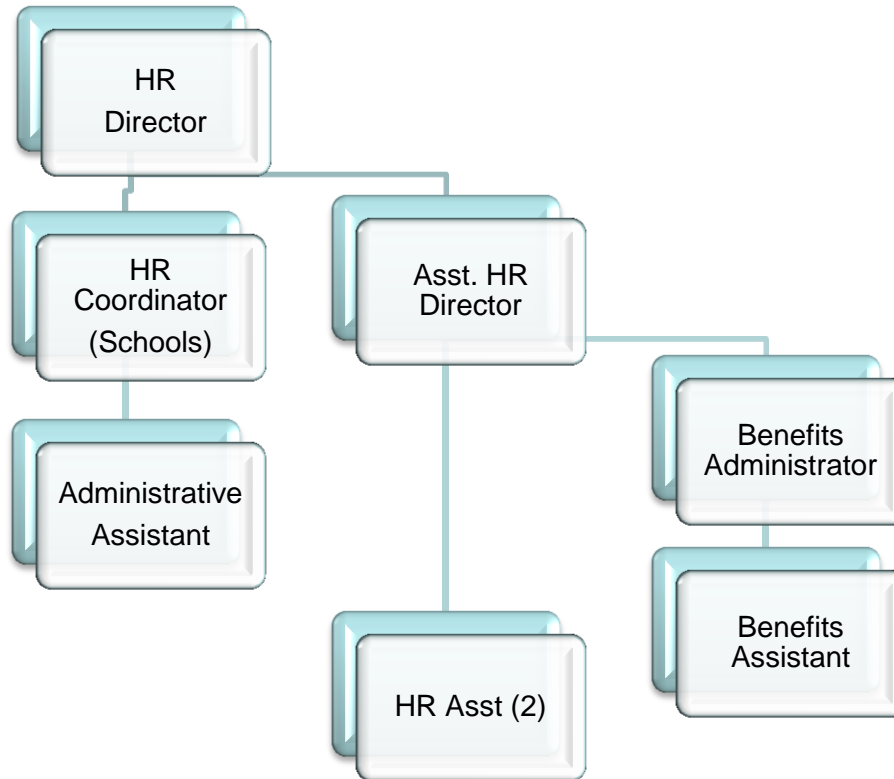 HR
Director
HR
Coordinator
(Schools)
Asst. HR
Director
Administrative
Assistant
Benefits
Administrator
Benefits
Assistant
HR Asst (2)